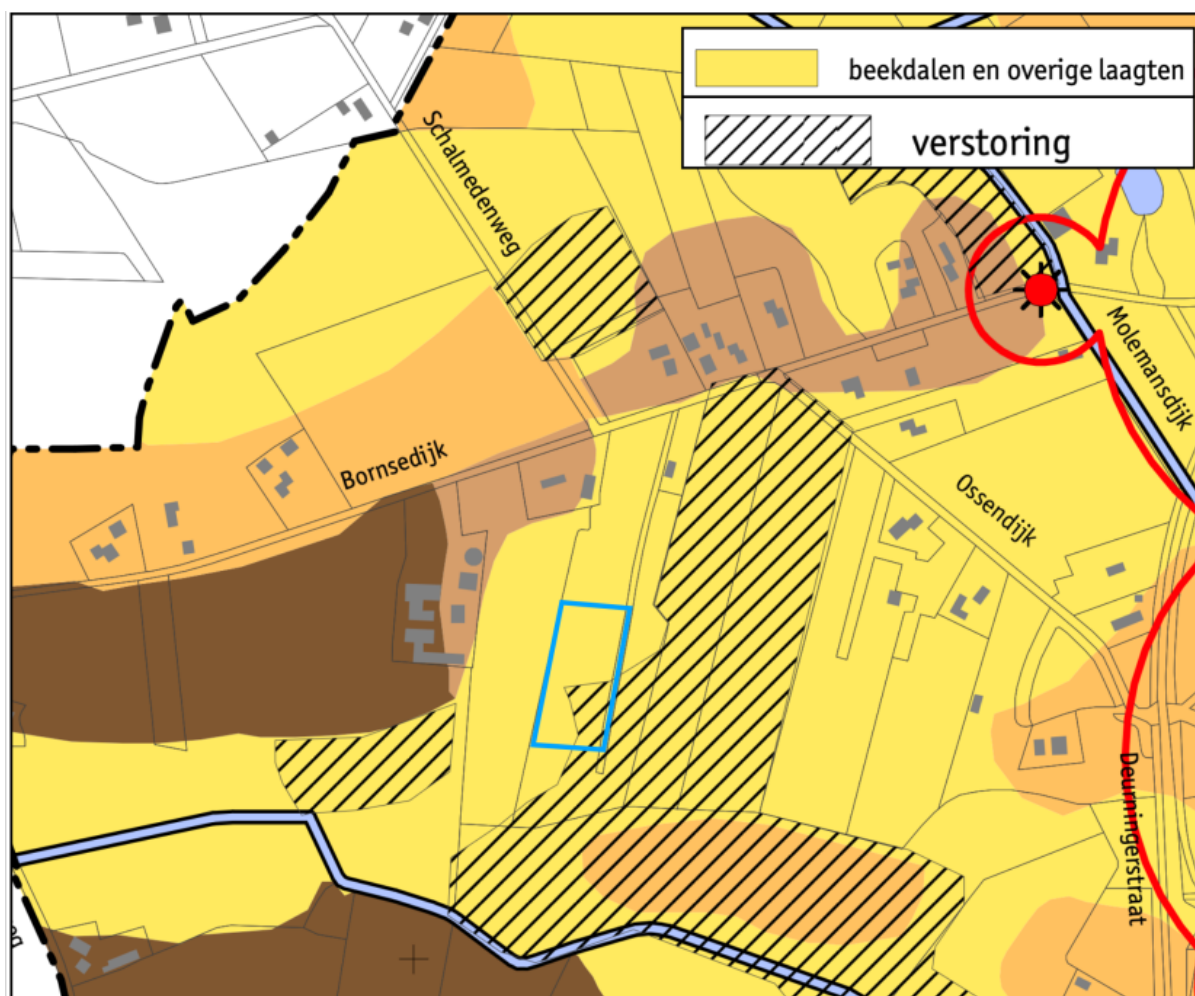 beekdalen en overige laagten
verstoring
Schalmedenweg
Bornsedijk
Molemansdijk
Ossendijk
Deurningerstraat